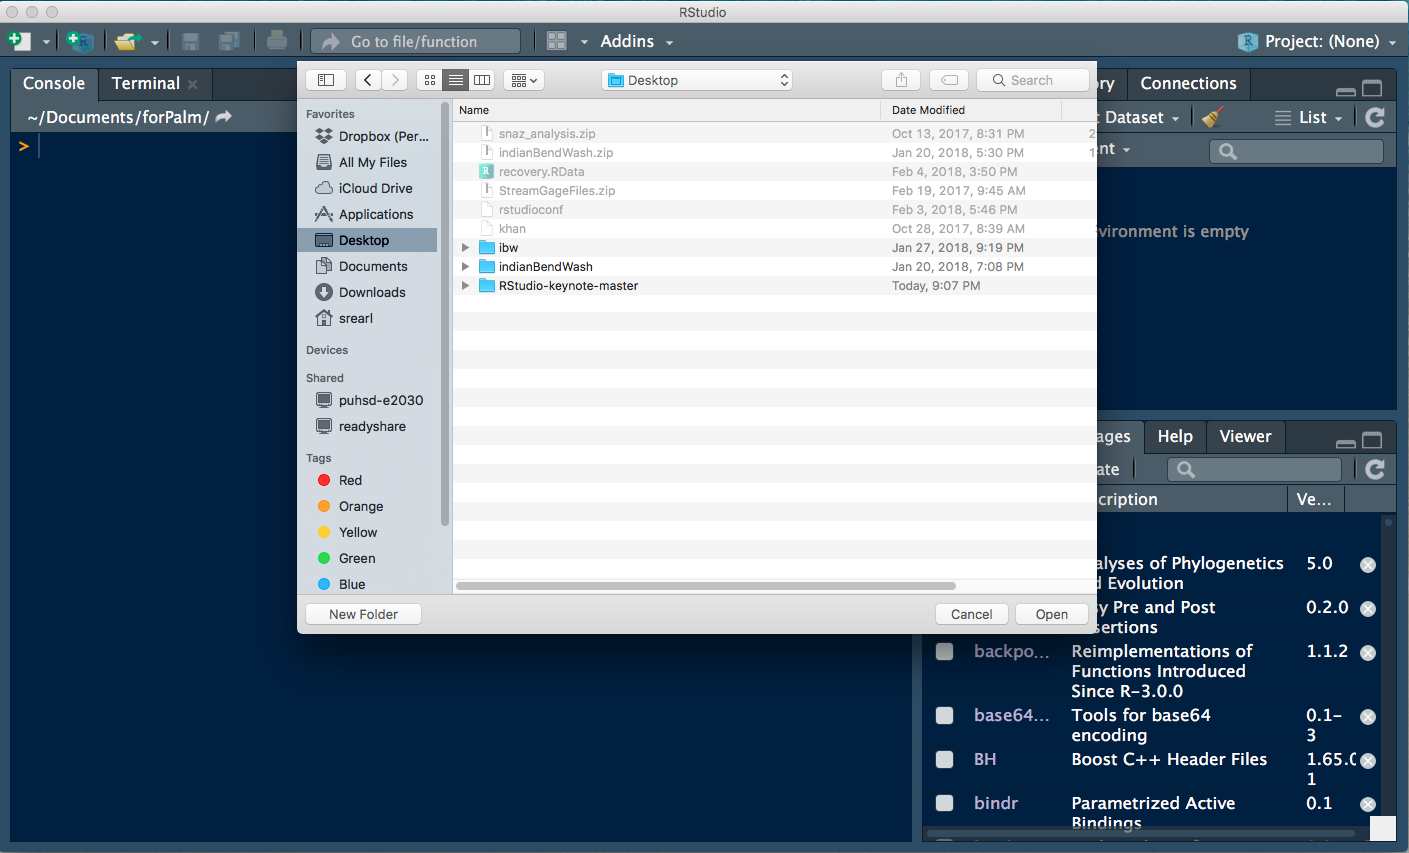 RStudio
Go to file/function
Addins
Project: (None)
Console
Terminal
~/Documents/forPalm/
>
Desktop
Search
Favorites
Dropbox (Per...
All My Files
iCloud Drive
Applications
Desktop
Documents
Downloads
srearl
Devices
Shared
puhsd-e2030
readyshare
Tags
Red
Orange
Yellow
Green
Blue
Name Date Modified
snaz_analysis.zip Oct 13, 2017, 8:31 PM 2
indianBendWash.zip Jan 20, 2018, 5:30 PM 1
recovery.RData Feb 4, 2018, 3:50 PM
StreamGageFiles.zip Feb 19, 2017, 9:45 AM
rstudioconf Feb 3, 2018, 5:46 PM
khan Oct 28, 2017, 8:39 AM
ibw Jan 27, 2018, 9:19 PM
indianBendWash Jan 20, 2018, 7:08 PM
RStudio-keynote-master Today, 9:07 PM
New Folder
Cancel
Open
ry
Connections
t Dataset
List
nt
vironment is empty
ages
Help
Viewer
ate
cription
Ve...
alyses of Phylogenetics 5.0
d Evolution
sy Pre and Post 0.2.0
sertions
backpo... Reimplementations of 1.1.2
Functions Introduced
Since R-3.0.0
base64... Tools for base64 0.1-
encoding 3
BH Boost C++ Header Files 1.65.0
1
bindr Parametrized Active 0.1
Bindings